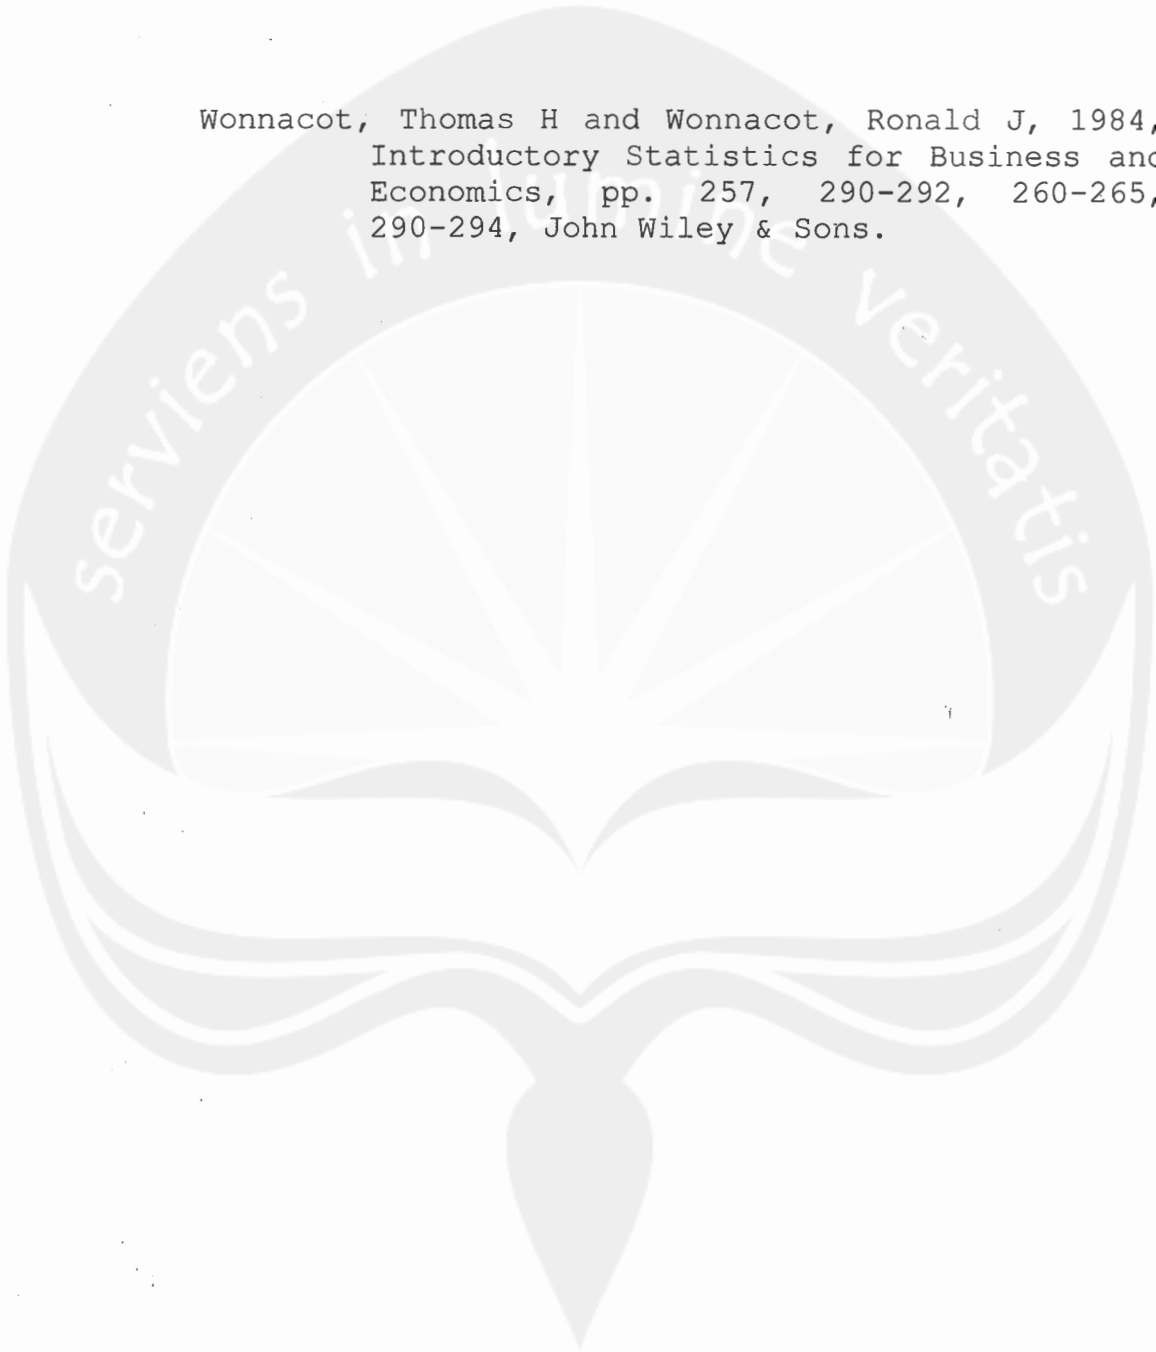 Wonnacot, Thomas H and Wonnacot, Ronald J, 1984,
Introductory Statistics for Business and
Economics, pp. 257, 290-292, 260-265,
290-294, John Wiley & Sons.
serviens in lumine veritatis